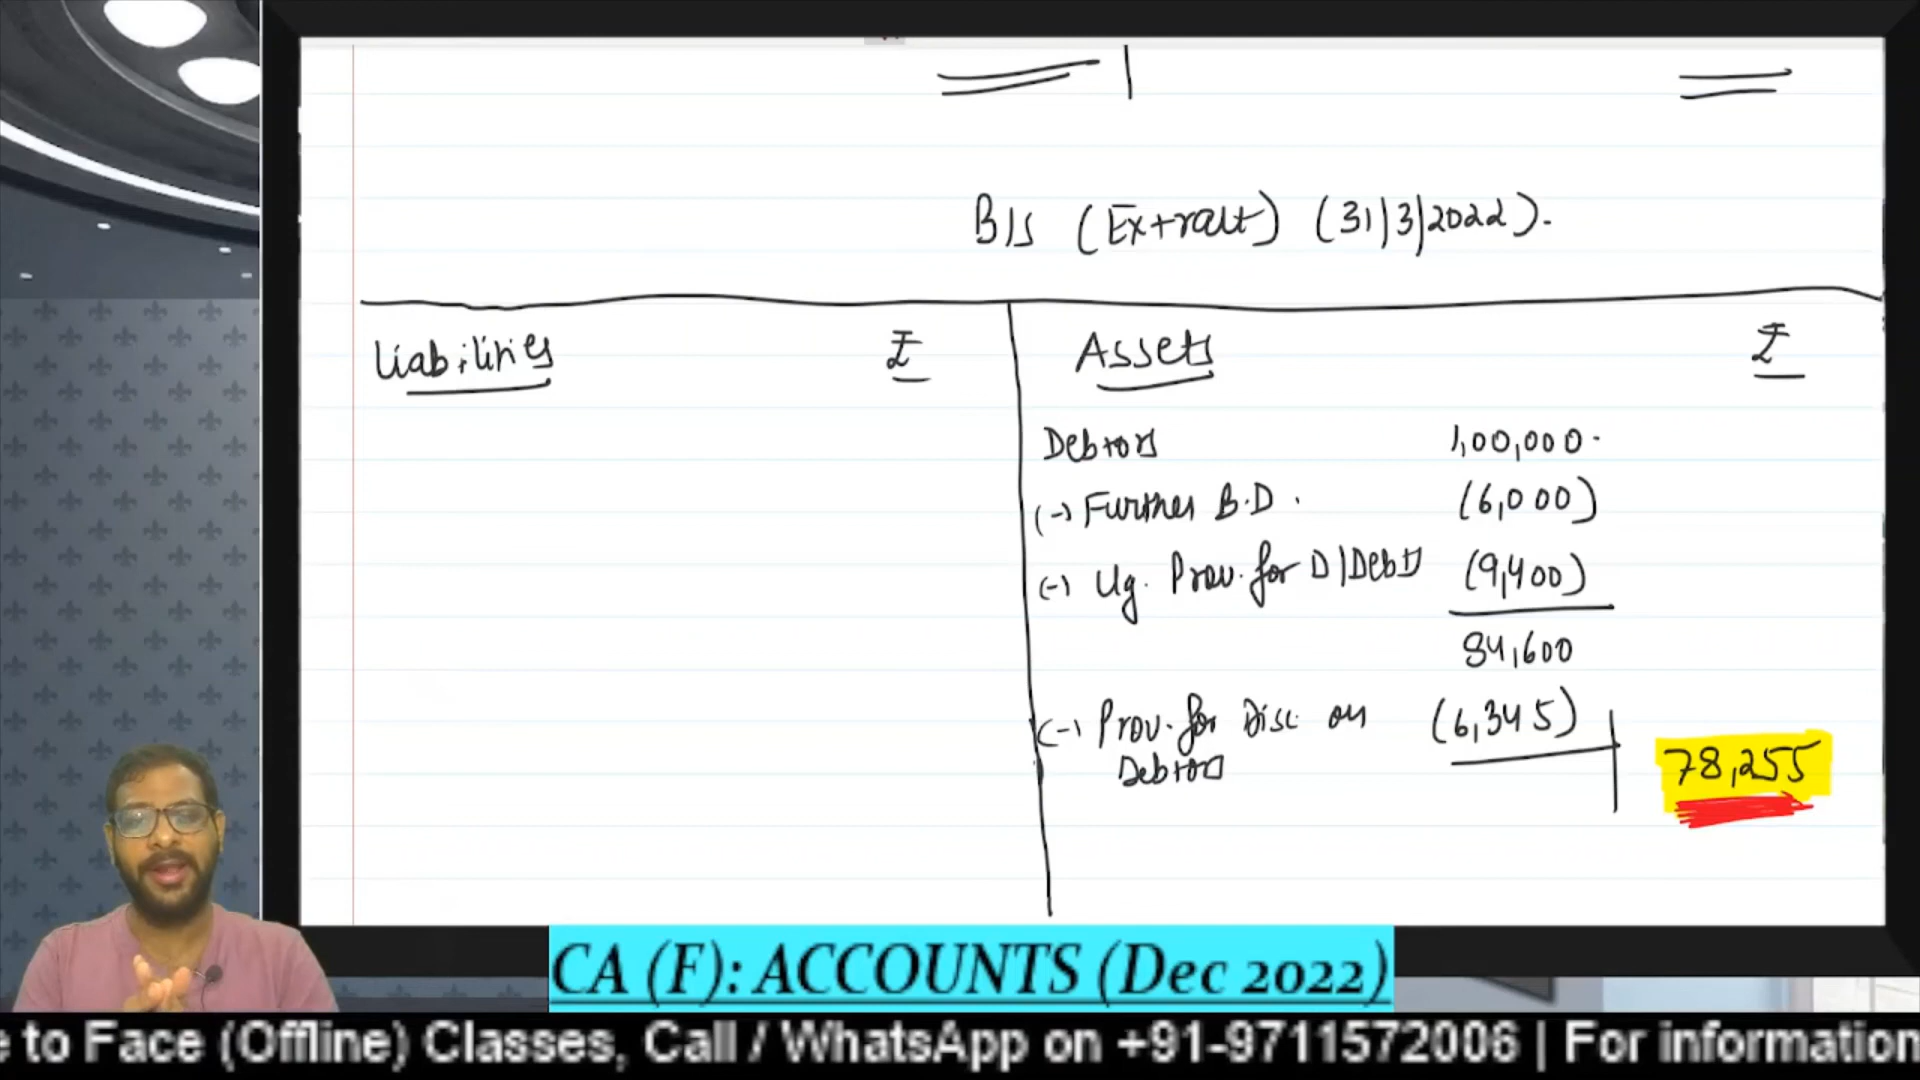 B/S (Extract) (31/3/2022).
Liabilities ₹ Assets ₹
Debtors 1,00,000.
(-) Further B.D. (6,000)
(-) Prov. for D/Debts (9,400)
84,600
(-) Prov. for Disc on Debtors (6,345)
78,255
CA (F): ACCOUNTS (Dec 2022)
e to Face (Offline) Classes, Call / WhatsApp on +91-9711572006 | For information